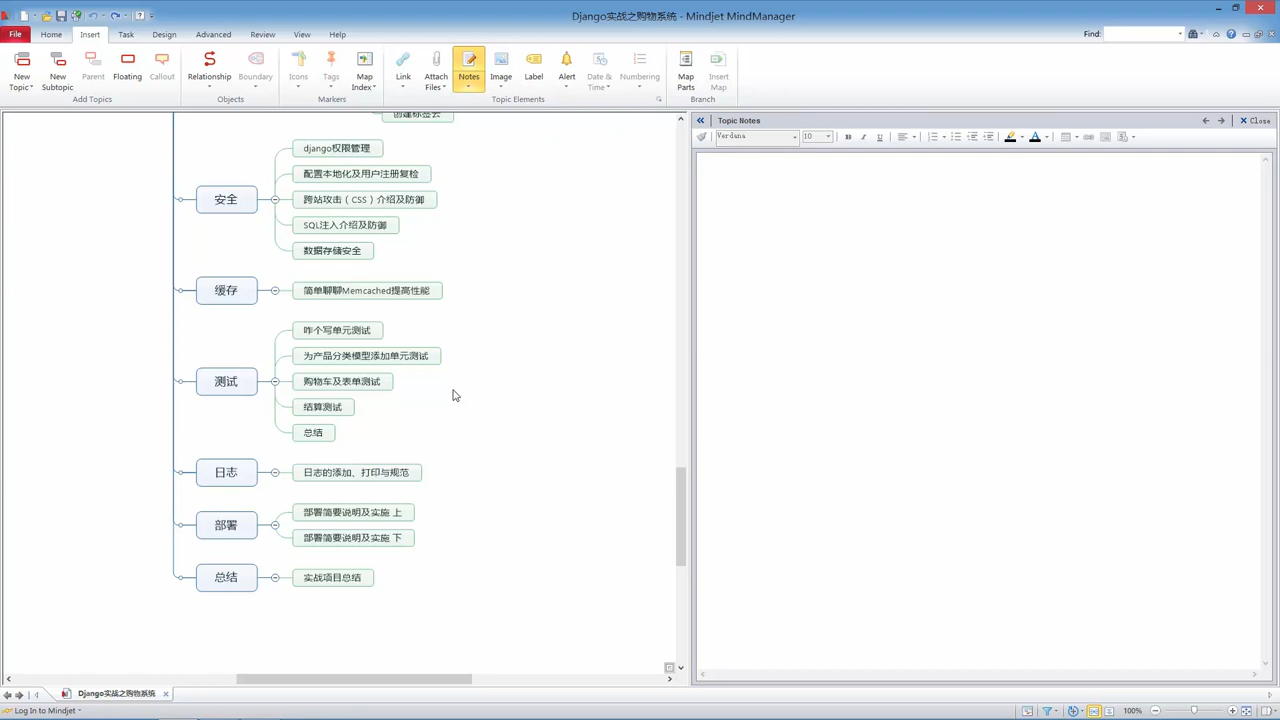 Django实战之购物系统 - Mindjet MindManager
File Home Insert Task Design Advanced Review View Help Find:
New Topic
New Subtopic
Parent
Floating
Callout
Relationship
Boundary
Icons
Tags
Map Index
Link
Attach Files
Notes
Image
Label
Alert
Date & Time
Numbering
Map Parts
Insert Map
Add Topics
Objects
Markers
Topic Elements
Branch
Topic Notes
Close
Verdana
10
创建标签云
安全
django权限管理
配置本地化及用户注册复检
跨站攻击（CSS）介绍及防御
SQL注入介绍及防御
数据存储安全
缓存
简单聊聊Memcached提高性能
测试
咋个写单元测试
为产品分类模型添加单元测试
购物车及表单测试
结算测试
总结
日志
日志的添加、打印与规范
部署
部署简要说明及实施 上
部署简要说明及实施 下
总结
实战项目总结
Django实战之购物系统
Log In to Mindjet
100%